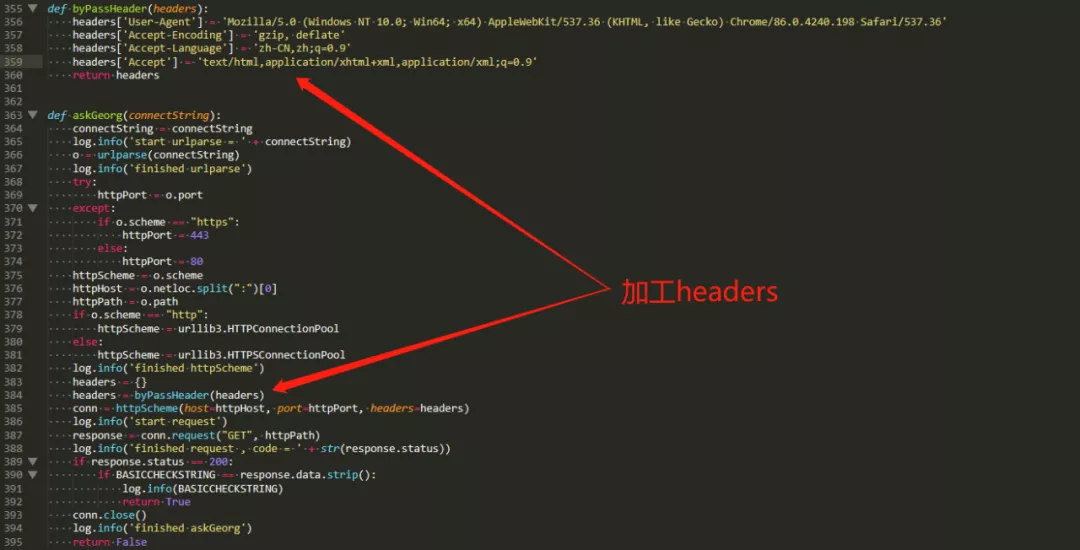 355 def byPassHeader(headers):
356 headers['User-Agent'] = 'Mozilla/5.0 (Windows NT 10.0; Win64; x64) AppleWebKit/537.36 (KHTML, like Gecko) Chrome/86.0.4240.198 Safari/537.36'
357 headers['Accept-Encoding'] = 'gzip, deflate'
358 headers['Accept-Language'] = 'zh-CN,zh;q=0.9'
359 headers['Accept'] = 'text/html,application/xhtml+xml,application/xml;q=0.9'
360 return headers
361
362
363 def askGeorg(connectString):
364 connectString = connectString
365 log.info('start urlparse = ' + connectString)
366 o = urlparse(connectString)
367 log.info('finished urlparse')
368 try:
369 httpPort = o.port
370 except:
371 if o.scheme == "https":
372 httpPort = 443
373 else:
374 httpPort = 80
375 httpScheme = o.scheme
376 httpHost = o.netloc.split(":")[0]
377 httpPath = o.path
378 if o.scheme == "http":
379 httpScheme = urllib3.HTTPConnectionPool
380 else:
381 httpScheme = urllib3.HTTPSConnectionPool
382 log.info('finished httpScheme')
383 headers = {}
384 headers = byPassHeader(headers)
385 conn = httpScheme(host=httpHost, port=httpPort, headers=headers)
386 log.info('start request')
387 response = conn.request("GET", httpPath)
388 log.info('finished request , code = ' + str(response.status))
389 if response.status == 200:
390 if BASICCHECKSTRING == response.data.strip():
391 log.info(BASICCHECKSTRING)
392 return True
393 conn.close()
394 log.info('finished askGeorg')
395 return False
加工headers